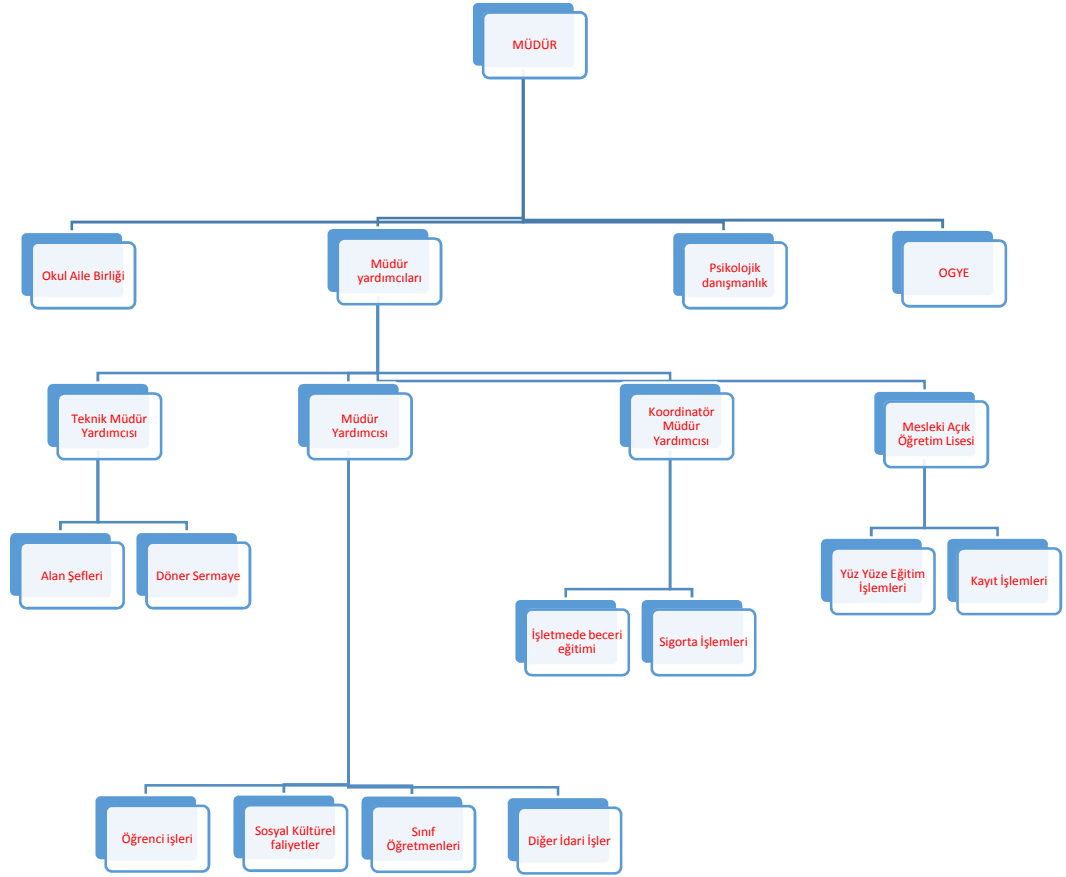 MÜDÜR
Okul Aile Birliği
Müdür
yardımcıları
Psikolojik
danışmanlık
OGYE
Teknik Müdür
Yardımcısı
Müdür
Yardımcısı
Koordinatör
Müdür
Yardımcısı
Mesleki Açık
Öğretim Lisesi
Alan Şefleri
Döner Sermaye
Yüz Yüze Eğitim
İşlemleri
Kayıt İşlemleri
İşletmede beceri
eğitimi
Sigorta İşlemleri
Öğrenci işleri
Sosyal Kültürel
faliyetler
Sınıf
Öğretmenleri
Diğer İdari İşler